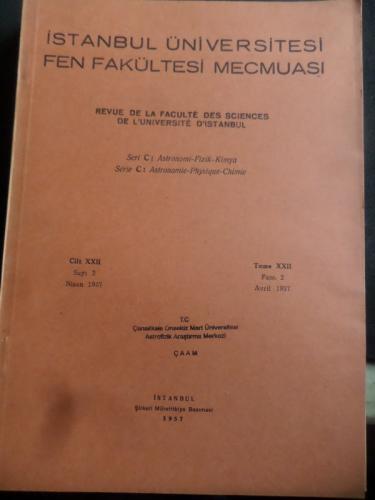 İSTANBUL ÜNİVERSİTESİ
FEN FAKÜLTESİ MECMUASI
REVUE DE LA FACULTÉ DES SCIENCES
DE L'UNIVERSITÉ D'ISTANBUL
Seri C: Astronomi-Fizik-Kimya
Série C: Astronomie-Physique-Chimie
Cilt XXII
Sayı 2
Nisan 1957
Tome XXII
Fasc. 2
Avril 1957
T.C
Çanakkale Onsekiz Mart Üniversitesi
Astrofizik Araştırma Merkezi
ÇAAM
İSTANBUL
Şirketi Mürettibiye Basımevi
1957